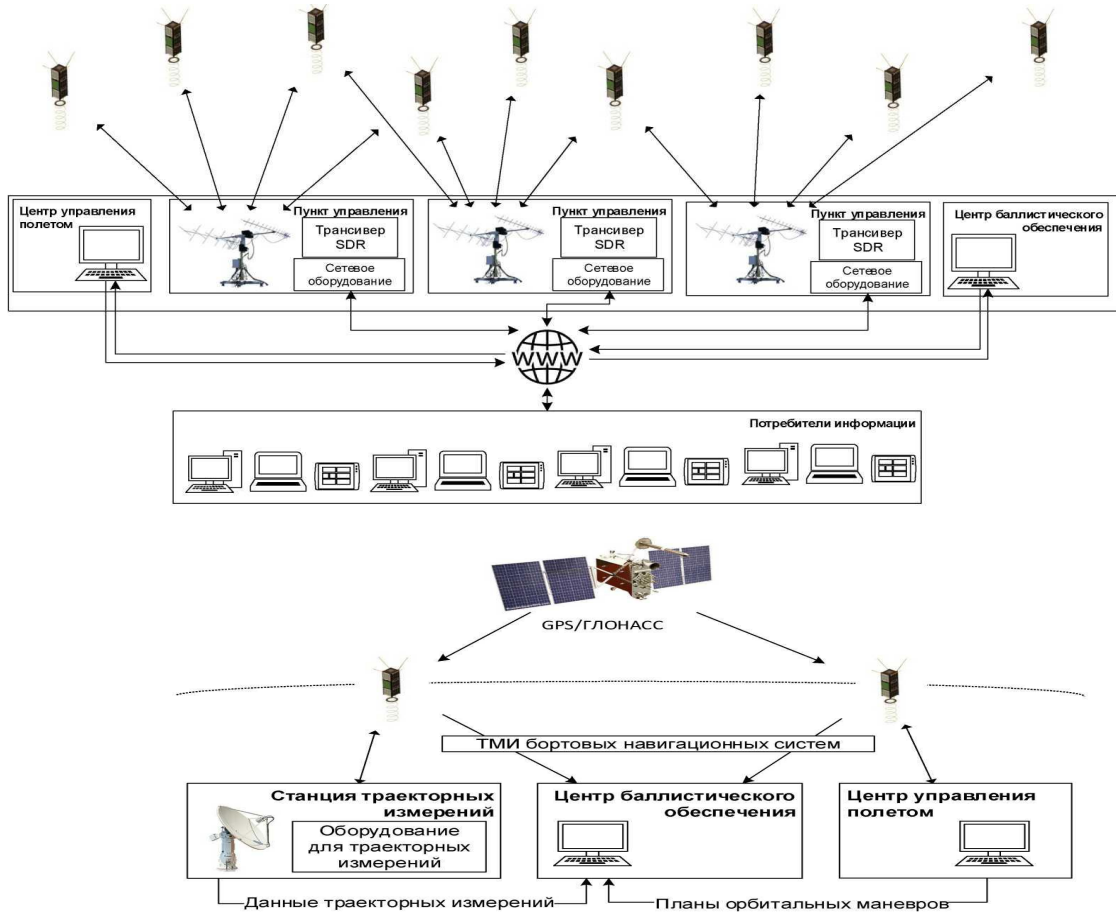 Центр управления
полетом
Пункт управления
Трансивер
SDR
Сетевое
оборудование
Пункт управления
Трансивер
SDR
Сетевое
оборудование
Пункт управления
Трансивер
SDR
Сетевое
оборудование
Центр баллистического
обеспечения
WWW
Потребители информации
GPS/ГЛОНАСС
ТМИ бортовых навигационных систем
Станция траекторных
измерений
Оборудование
для траекторных
измерений
Центр баллистического
обеспечения
Центр управления
полетом
Данные траекторных измерений
Планы орбитальных маневров